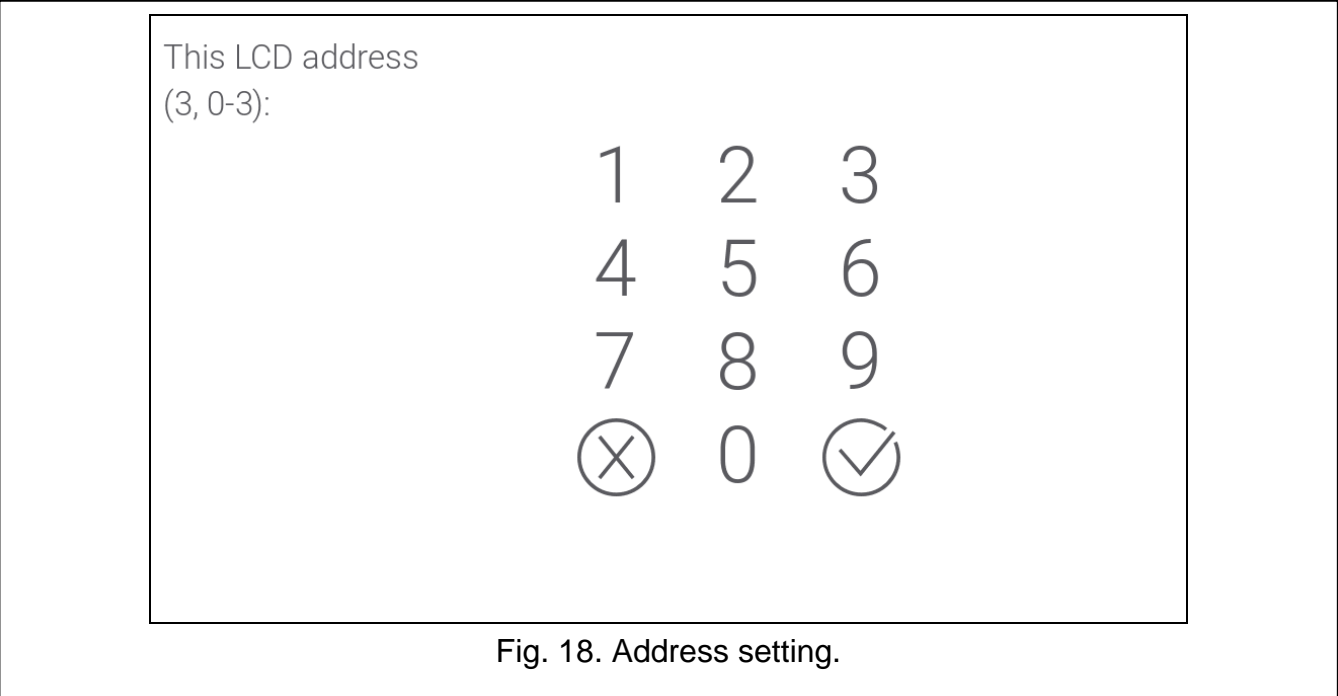 This LCD address
(3, 0-3):
1 2 3
4 5 6
7 8 9
0
Fig. 18. Address setting.